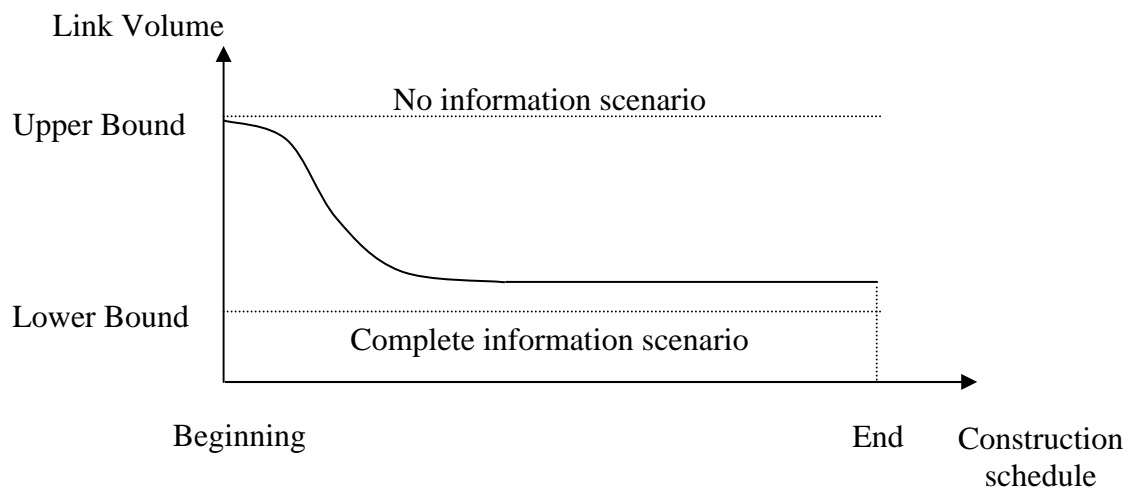 Link Volume
No information scenario
Upper Bound
Lower Bound
Complete information scenario
Beginning
End
Construction
schedule